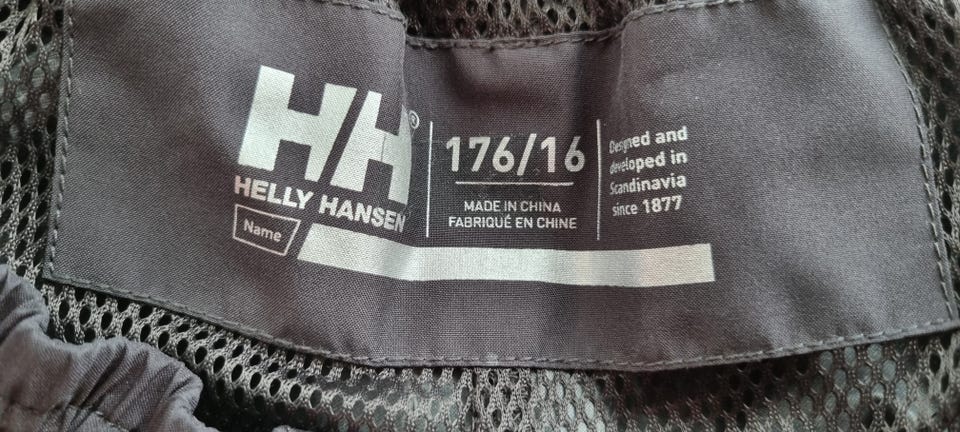 HH®
HELLY HANSEN
Name
176/16
MADE IN CHINA
FABRIQUÉ EN CHINE
Designed and
developed in
Scandinavia
since 1877